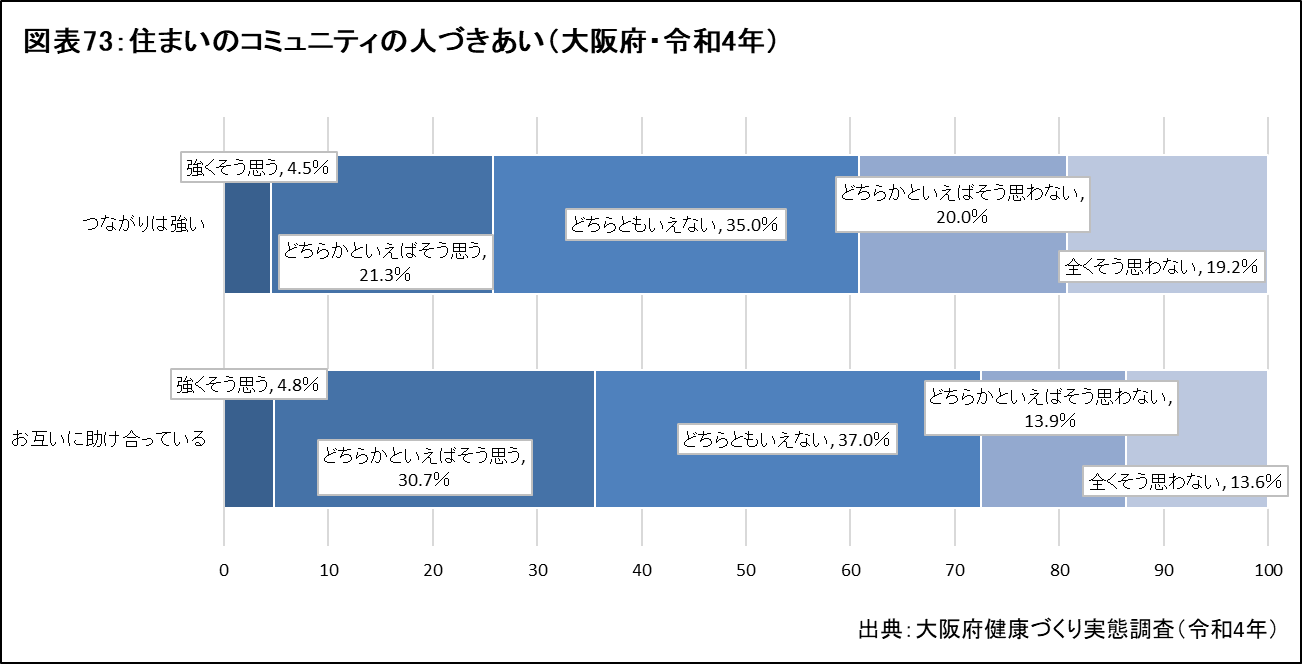 図表73：住まいのコミュニティの人づきあい（大阪府・令和4年）
強くそう思う, 4.5%
どちらかといえばそう思わない,
20.0%
つながりは強い
どちらともいえない, 35.0%
どちらかといえばそう思う,
21.3%
全くそう思わない, 19.2%
強くそう思う, 4.8%
どちらかといえばそう思わない,
13.9%
お互いに助け合っている
どちらともいえない, 37.0%
どちらかといえばそう思う,
30.7%
全くそう思わない, 13.6%
0 10 20 30 40 50 60 70 80 90 100
出典：大阪府健康づくり実態調査（令和4年）